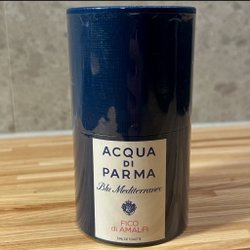 ACQUA
DI
PARMA
Blu Mediterraneo
FICO
di AMALFI
EAU DE TOILETTE